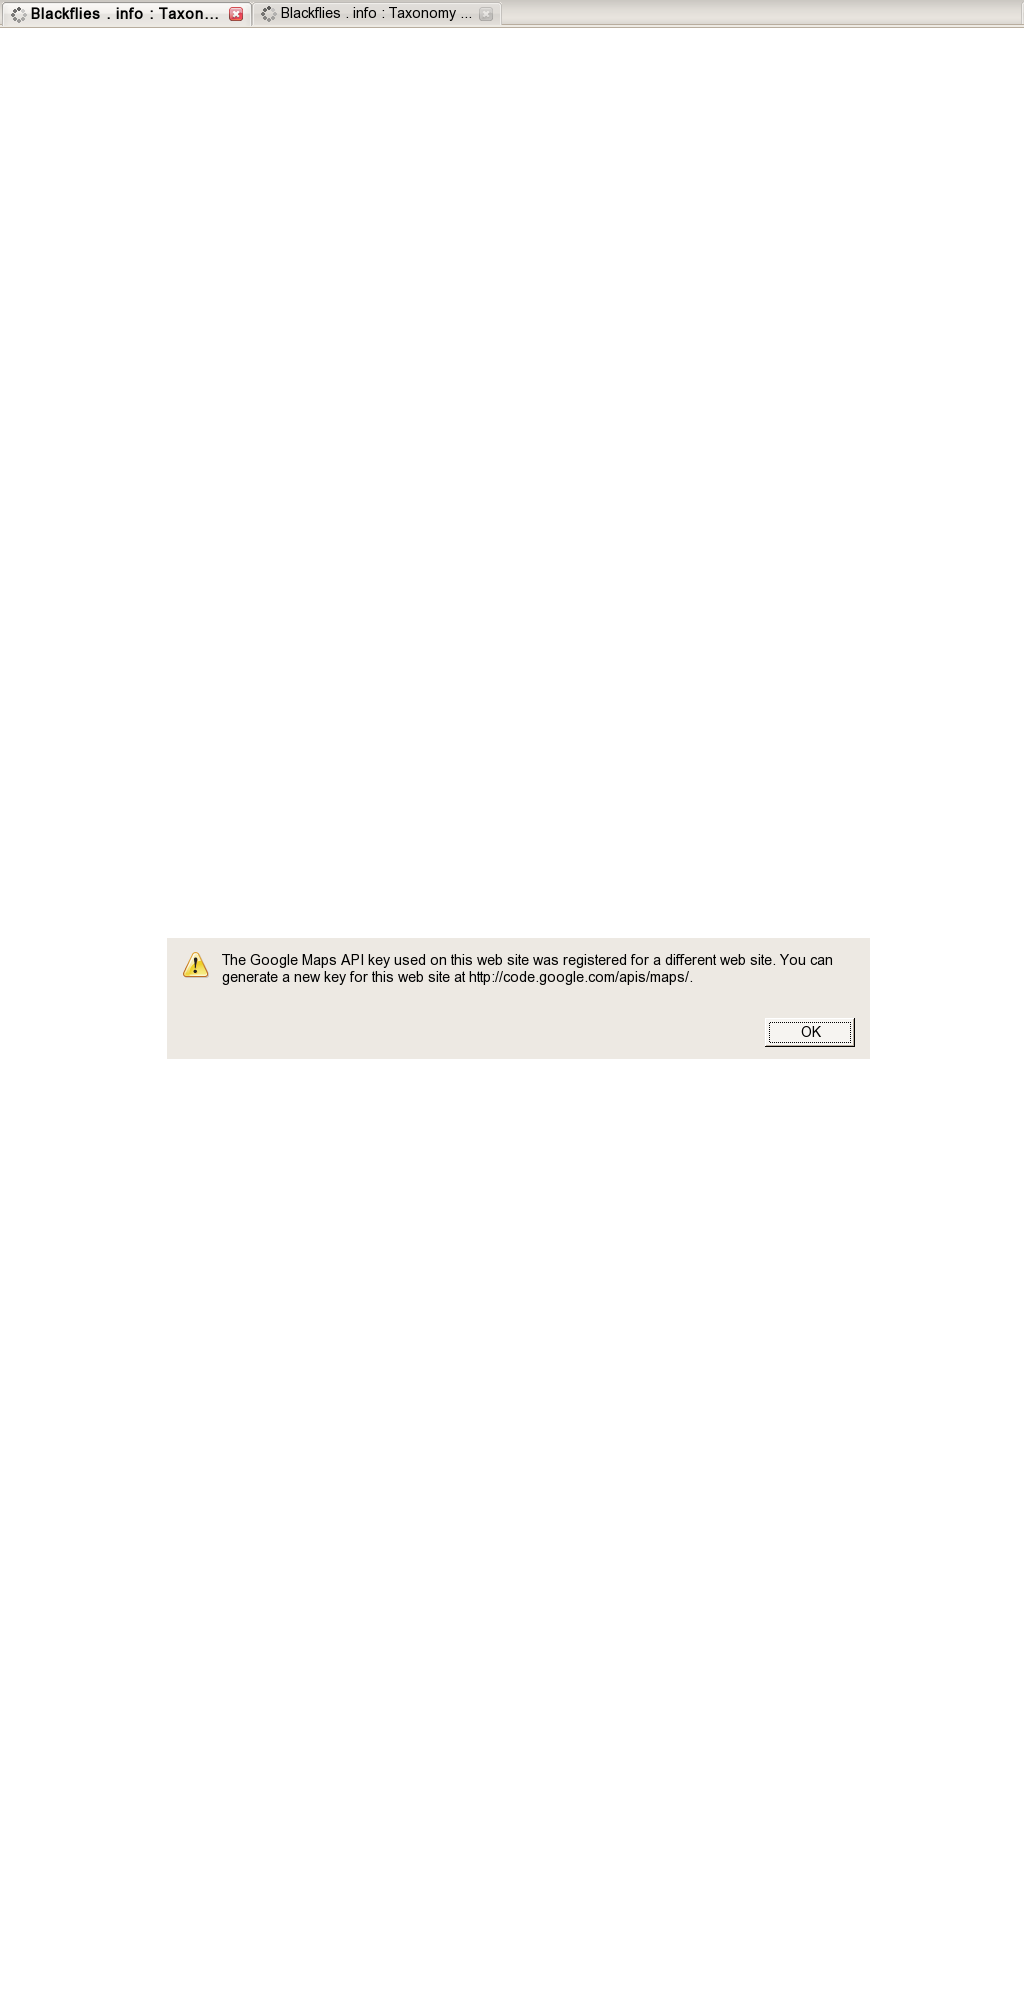 Blackflies . info : Taxon...
Blackflies . info : Taxonomy ...
The Google Maps API key used on this web site was registered for a different web site. You can
generate a new key for this web site at http://code.google.com/apis/maps/.
OK